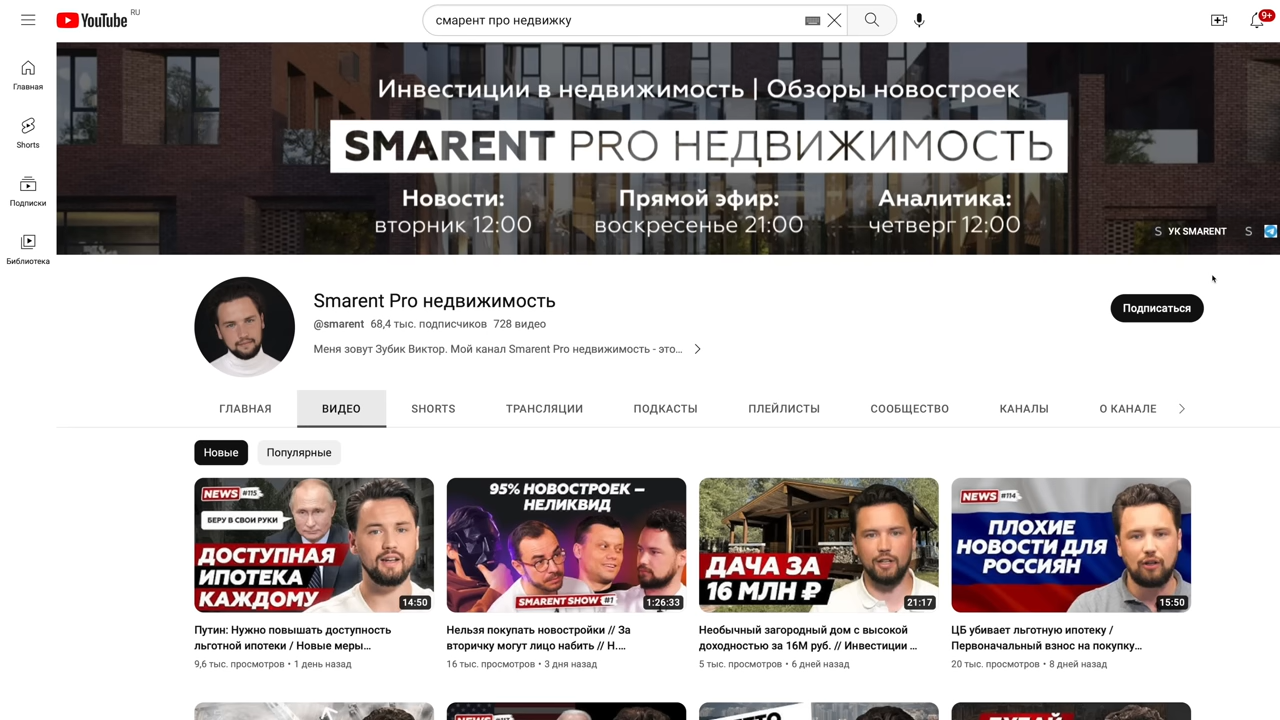 YouTube RU
смарент про недвижку
9+
Главная
Shorts
Подписки
Библиотека
Инвестиции в недвижимость | Обзоры новостроек
SMARENT PRO НЕДВИЖИМОСТЬ
Новости: Прямой эфир: Аналитика:
вторник 12:00 воскресенье 21:00 четверг 12:00
S УК SMARENT S
Smarent Pro недвижимость
@smarent 68,4 тыс. подписчиков 728 видео
Меня зовут Зубик Виктор. Мой канал Smarent Pro недвижимость - это...
Подписаться
ГЛАВНАЯ ВИДЕО SHORTS ТРАНСЛЯЦИИ ПОДКАСТЫ ПЛЕЙЛИСТЫ СООБЩЕСТВО КАНАЛЫ О КАНАЛЕ
Новые Популярные
NEWS #115
БЕРУ В СВОИ РУКИ
ДОСТУПНАЯ
ИПОТЕКА
КАЖДОМУ
14:50
95% НОВОСТРОЕК –
НЕЛИКВИД
SMARENT SHOW #1
1:26:33
ДАЧА ЗА
16 МЛН ₽
21:17
NEWS #114
ПЛОХИЕ
НОВОСТИ ДЛЯ
РОССИЯН
15:50
Путин: Нужно повышать доступность
льготной ипотеки / Новые меры...
9,6 тыс. просмотров • 1 день назад
Нельзя покупать новостройки // За
вторичку могут лицо набить // Н....
16 тыс. просмотров • 3 дня назад
Необычный загородный дом с высокой
доходностью за 16М руб. // Инвестиции ...
5 тыс. просмотров • 6 дней назад
ЦБ убивает льготную ипотеку /
Первоначальный взнос на покупку...
20 тыс. просмотров • 8 дней назад